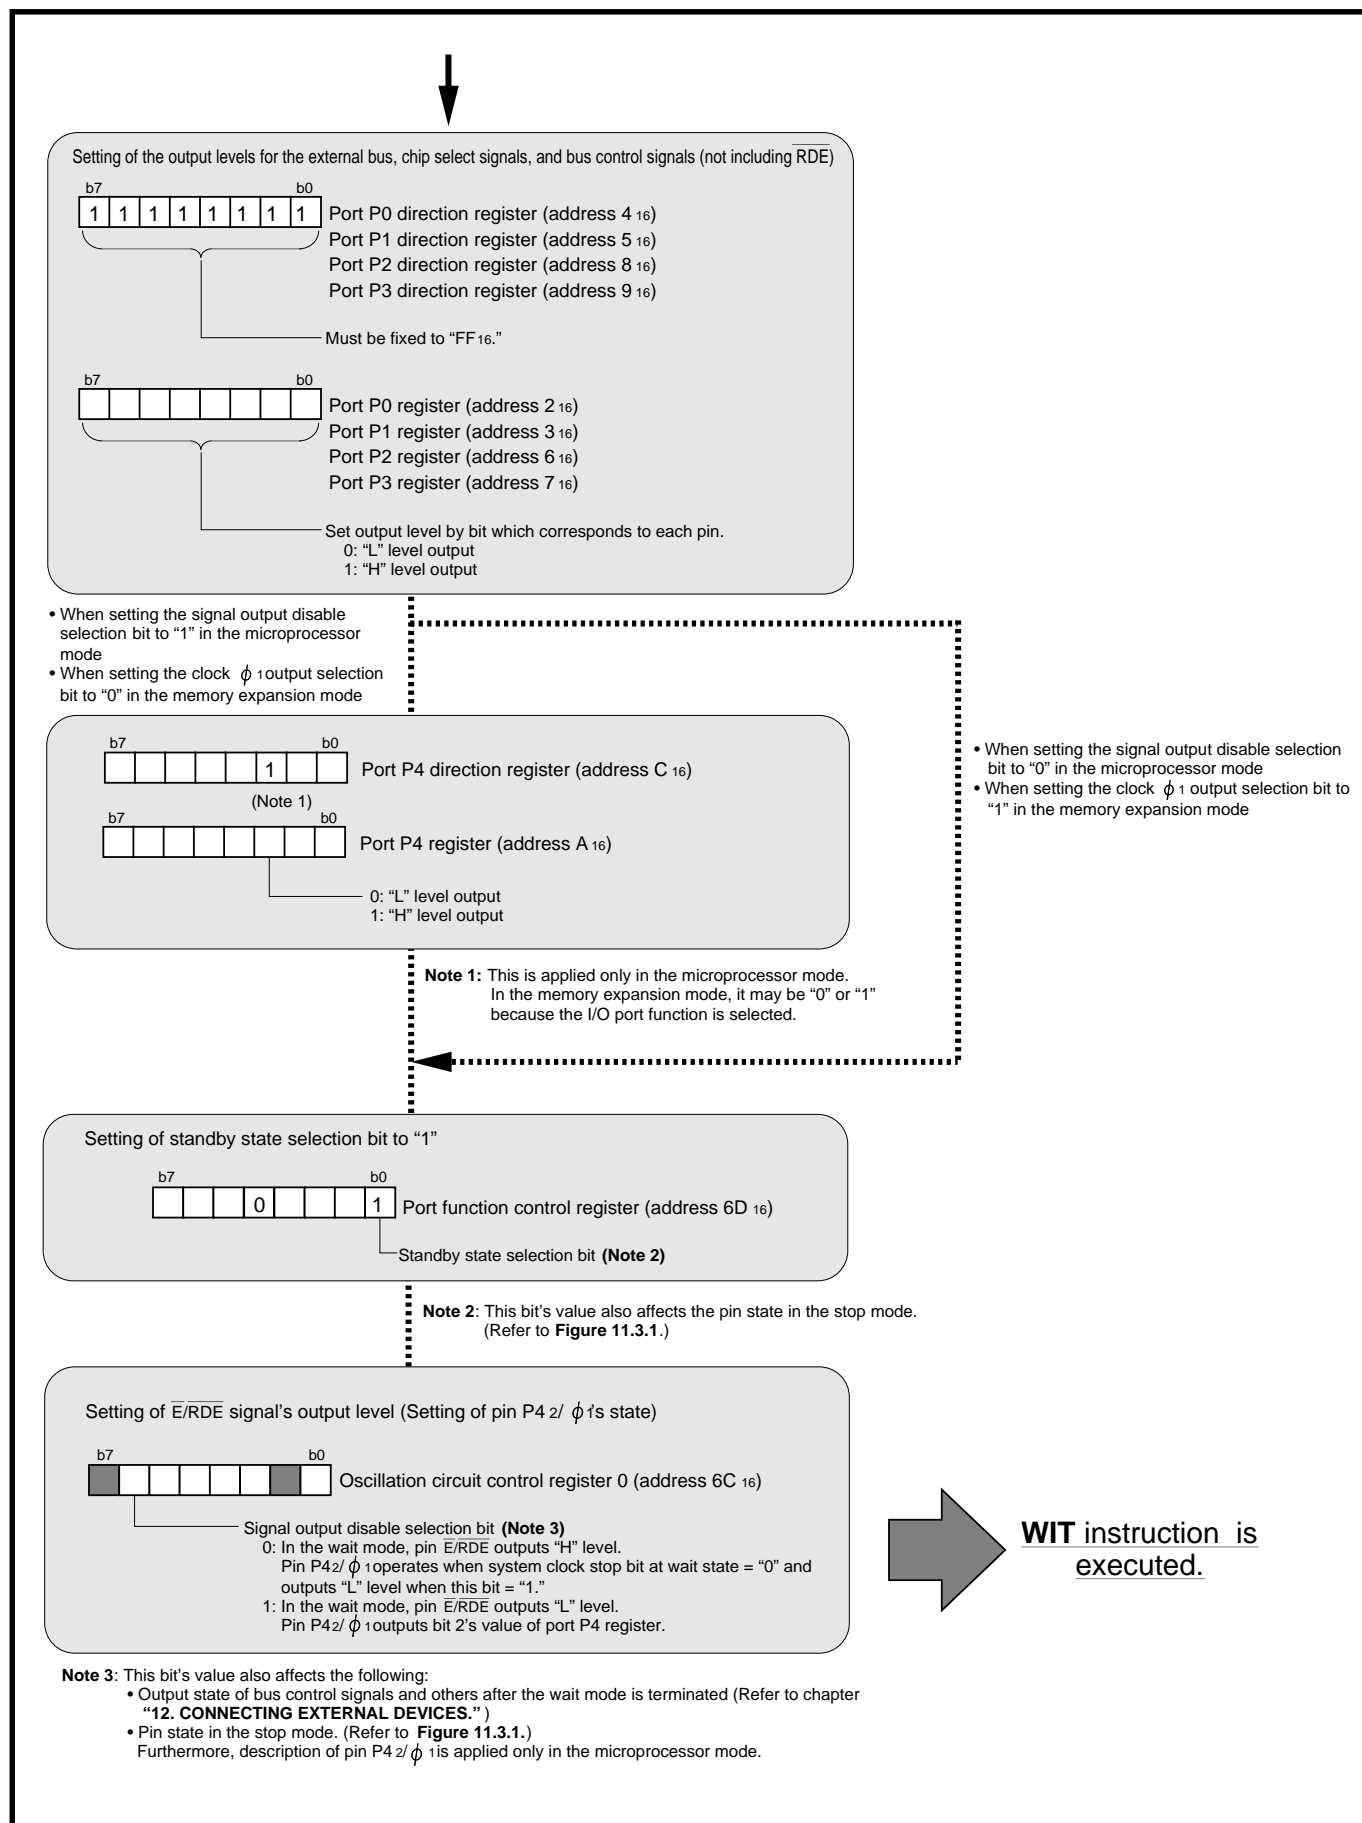 Setting of the output levels for the external bus, chip select signals, and bus control signals (not including RDE)
b7 b0
1 1 1 1 1 1 1 1 Port P0 direction register (address 4 16)
Port P1 direction register (address 5 16)
Port P2 direction register (address 8 16)
Port P3 direction register (address 9 16)
Must be fixed to “FF16.”
b7 b0
Port P0 register (address 2 16)
Port P1 register (address 3 16)
Port P2 register (address 6 16)
Port P3 register (address 7 16)
Set output level by bit which corresponds to each pin.
0: “L” level output
1: “H” level output
• When setting the signal output disable
selection bit to “1” in the microprocessor
mode
• When setting the clock ϕ 1 output selection
bit to “0” in the memory expansion mode
b7 b0
1 Port P4 direction register (address C 16)
(Note 1)
b7 b0
Port P4 register (address A 16)
0: “L” level output
1: “H” level output
• When setting the signal output disable selection
bit to “0” in the microprocessor mode
• When setting the clock ϕ 1 output selection bit to
“1” in the memory expansion mode
Note 1: This is applied only in the microprocessor mode.
In the memory expansion mode, it may be “0” or “1”
because the I/O port function is selected.
Setting of standby state selection bit to “1”
b7 b0
0 1 Port function control register (address 6D 16)
Standby state selection bit (Note 2)
Note 2: This bit’s value also affects the pin state in the stop mode.
(Refer to Figure 11.3.1.)
Setting of E/RDE signal’s output level (Setting of pin P4 2/ ϕ 1’s state)
b7 b0
Oscillation circuit control register 0 (address 6C 16)
Signal output disable selection bit (Note 3)
0: In the wait mode, pin E/RDE outputs “H” level.
Pin P42/ ϕ 1 operates when system clock stop bit at wait state = “0” and
outputs “L” level when this bit = “1.”
1: In the wait mode, pin E/RDE outputs “L” level.
Pin P42/ ϕ 1 outputs bit 2’s value of port P4 register.
WIT instruction is
executed.
Note 3: This bit’s value also affects the following:
• Output state of bus control signals and others after the wait mode is terminated (Refer to chapter
“12. CONNECTING EXTERNAL DEVICES.”)
• Pin state in the stop mode. (Refer to Figure 11.3.1.)
Furthermore, description of pin P4 2/ ϕ 1 is applied only in the microprocessor mode.